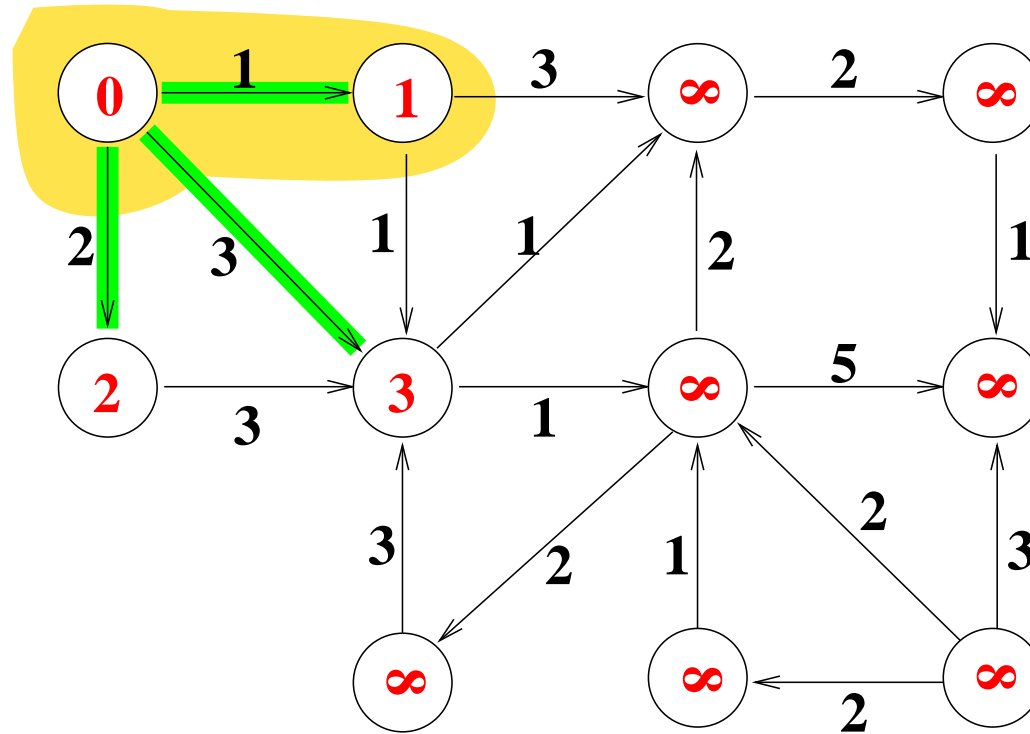 0 1 1 3 ∞ 2 ∞
2 3 1 1 2 1
2 3 3 1 ∞ 5 ∞
3 2 1 2 3
∞ ∞ 2 ∞